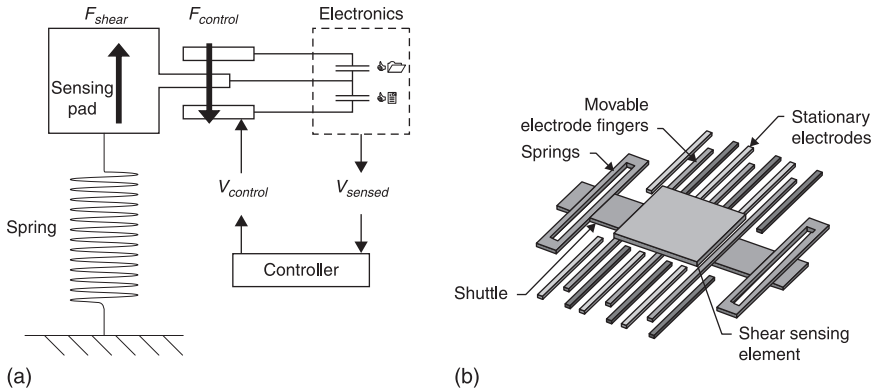 F_shear
F_control
Electronics
Sensing
pad
V_control
V_sensed
Spring
Controller
(a)
Movable
electrode fingers
Stationary
electrodes
Springs
Shuttle
Shear sensing
element
(b)